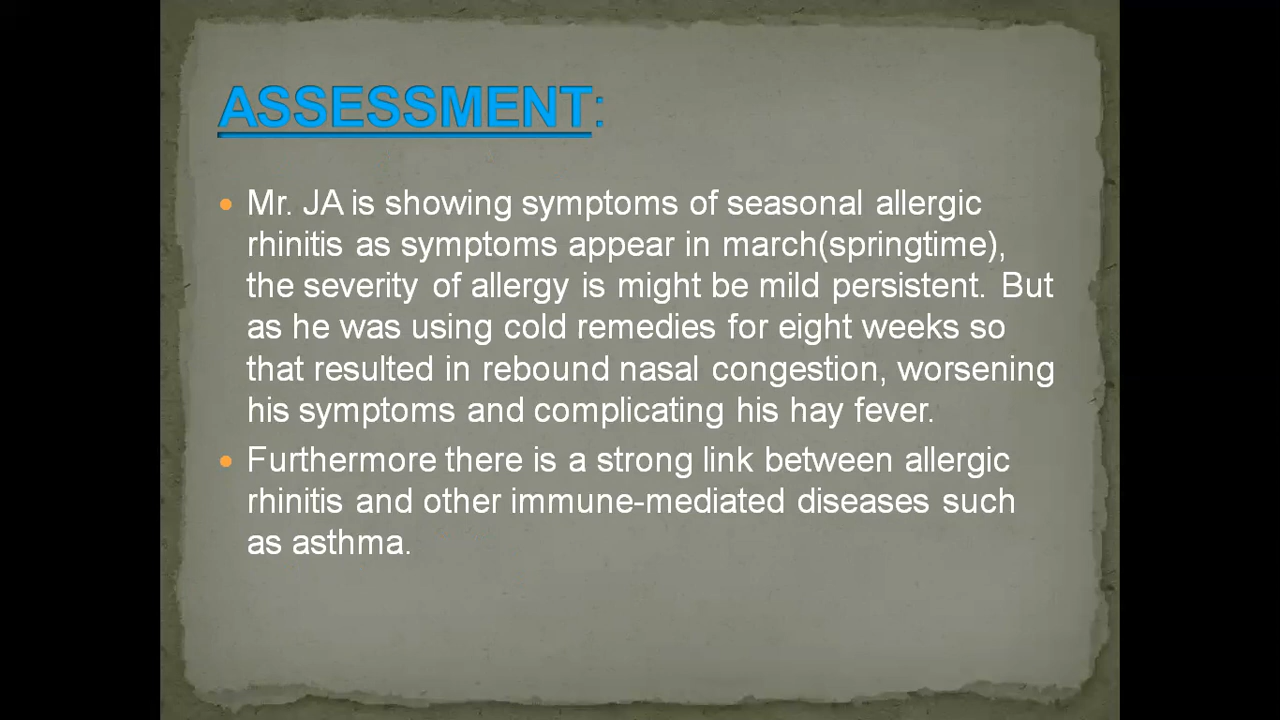 ASSESSMENT:
• Mr. JA is showing symptoms of seasonal allergic
rhinitis as symptoms appear in march(springtime),
the severity of allergy is might be mild persistent. But
as he was using cold remedies for eight weeks so
that resulted in rebound nasal congestion, worsening
his symptoms and complicating his hay fever.
• Furthermore there is a strong link between allergic
rhinitis and other immune-mediated diseases such
as asthma.